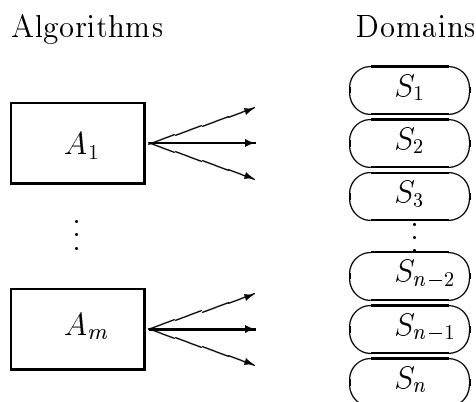 Algorithms
Domains
A₁
⋮
Aₘ
S₁
S₂
S₃
⋮
Sₙ₋₂
Sₙ₋₁
Sₙ